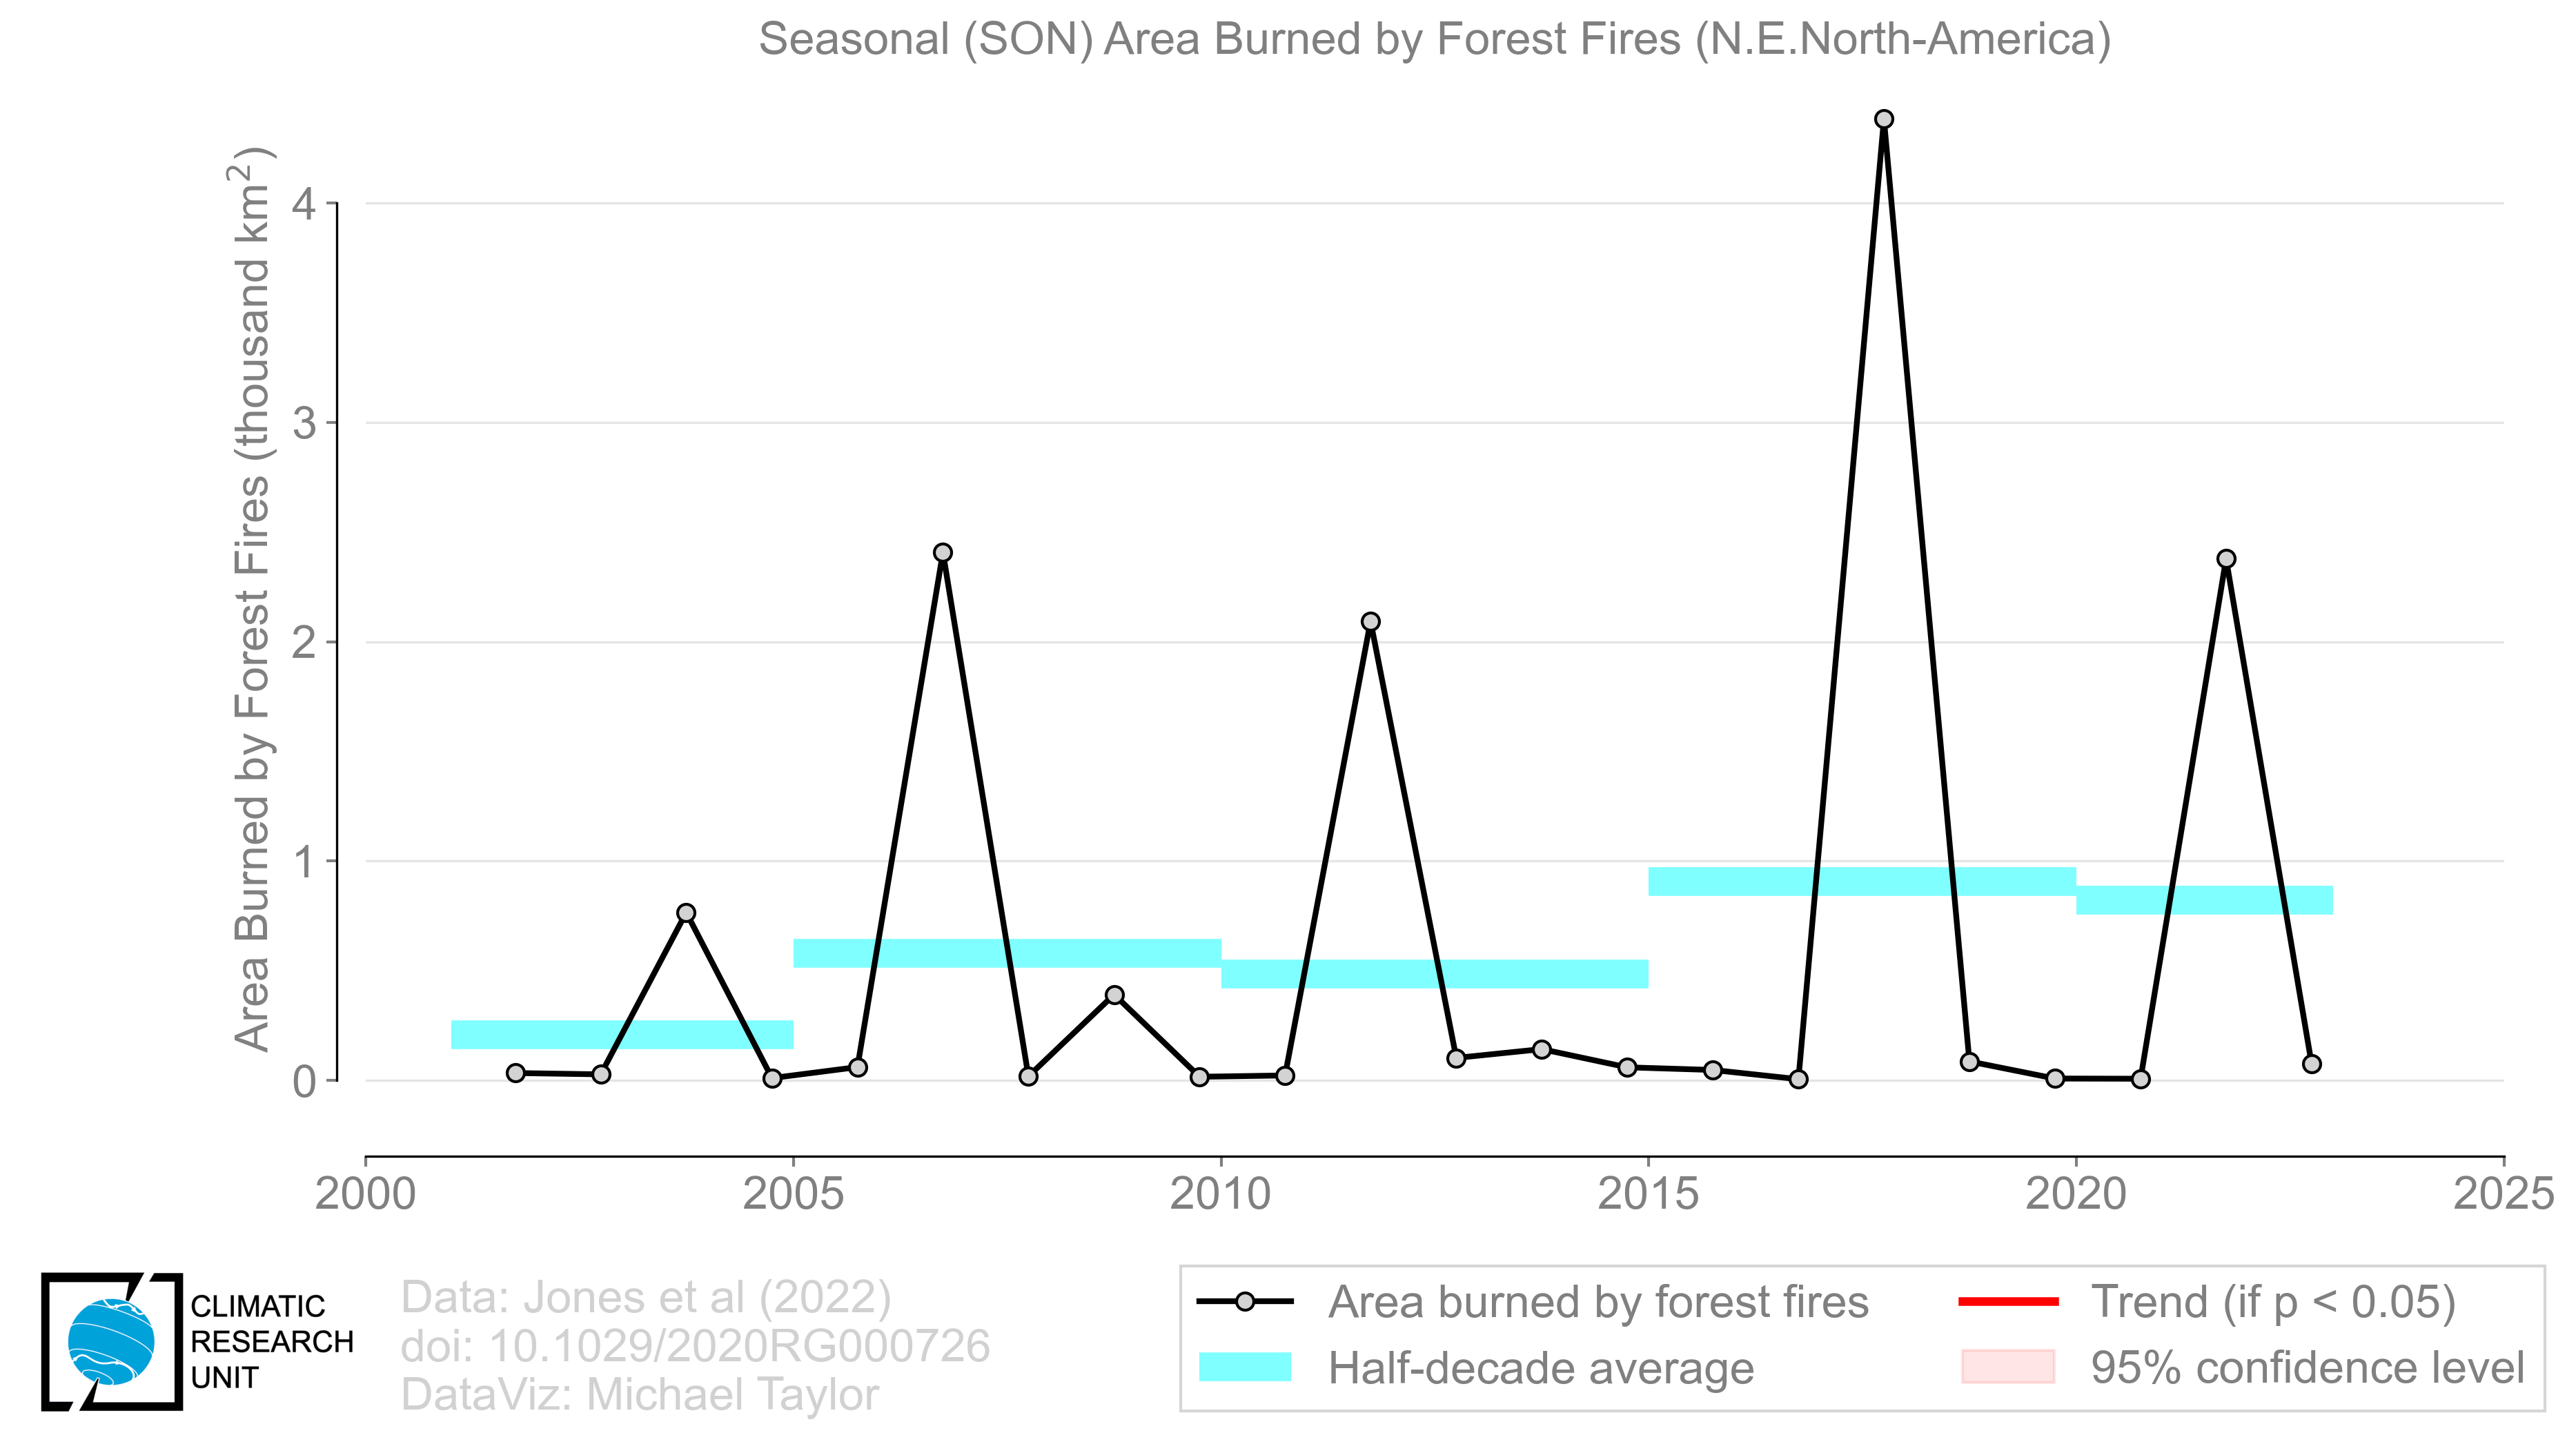 Seasonal (SON) Area Burned by Forest Fires (N.E.North-America)
Area Burned by Forest Fires (thousand km²)
4
3
2
1
0
2000 2005 2010 2015 2020 2025
CLIMATIC
RESEARCH
UNIT
Data: Jones et al (2022)
doi: 10.1029/2020RG000726
DataViz: Michael Taylor
Area burned by forest fires
Half-decade average
Trend (if p < 0.05)
95% confidence level